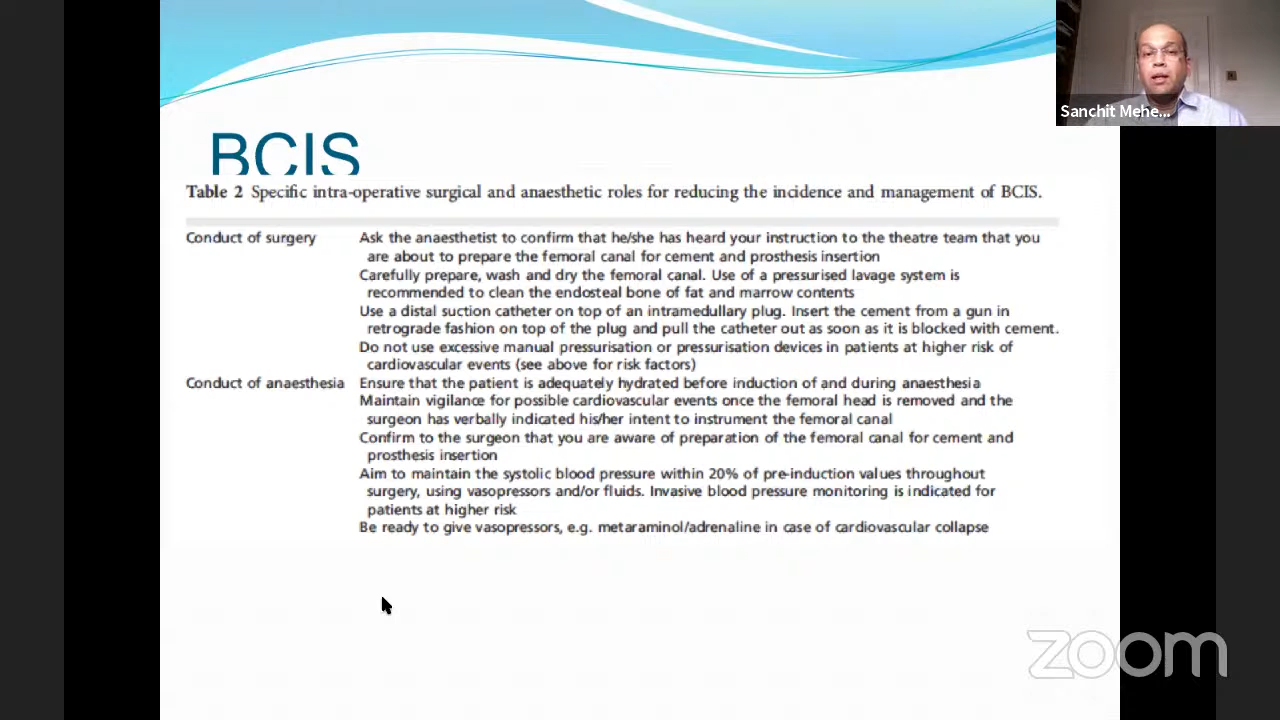 Sanchit Mehe...
BCIS
Table 2 Specific intra-operative surgical and anaesthetic roles for reducing the incidence and management of BCIS.
Conduct of surgery
Ask the anaesthetist to confirm that he/she has heard your instruction to the theatre team that you
are about to prepare the femoral canal for cement and prosthesis insertion
Carefully prepare, wash and dry the femoral canal. Use of a pressurised lavage system is
recommended to clean the endosteal bone of fat and marrow contents
Use a distal suction catheter on top of an intramedullary plug. Insert the cement from a gun in
retrograde fashion on top of the plug and pull the catheter out as soon as it is blocked with cement.
Do not use excessive manual pressurisation or pressurisation devices in patients at higher risk of
cardiovascular events (see above for risk factors)
Conduct of anaesthesia
Ensure that the patient is adequately hydrated before induction of and during anaesthesia
Maintain vigilance for possible cardiovascular events once the femoral head is removed and the
surgeon has verbally indicated his/her intent to instrument the femoral canal
Confirm to the surgeon that you are aware of preparation of the femoral canal for cement and
prosthesis insertion
Aim to maintain the systolic blood pressure within 20% of pre-induction values throughout
surgery, using vasopressors and/or fluids. Invasive blood pressure monitoring is indicated for
patients at higher risk
Be ready to give vasopressors, e.g. metaraminol/adrenaline in case of cardiovascular collapse
zoom